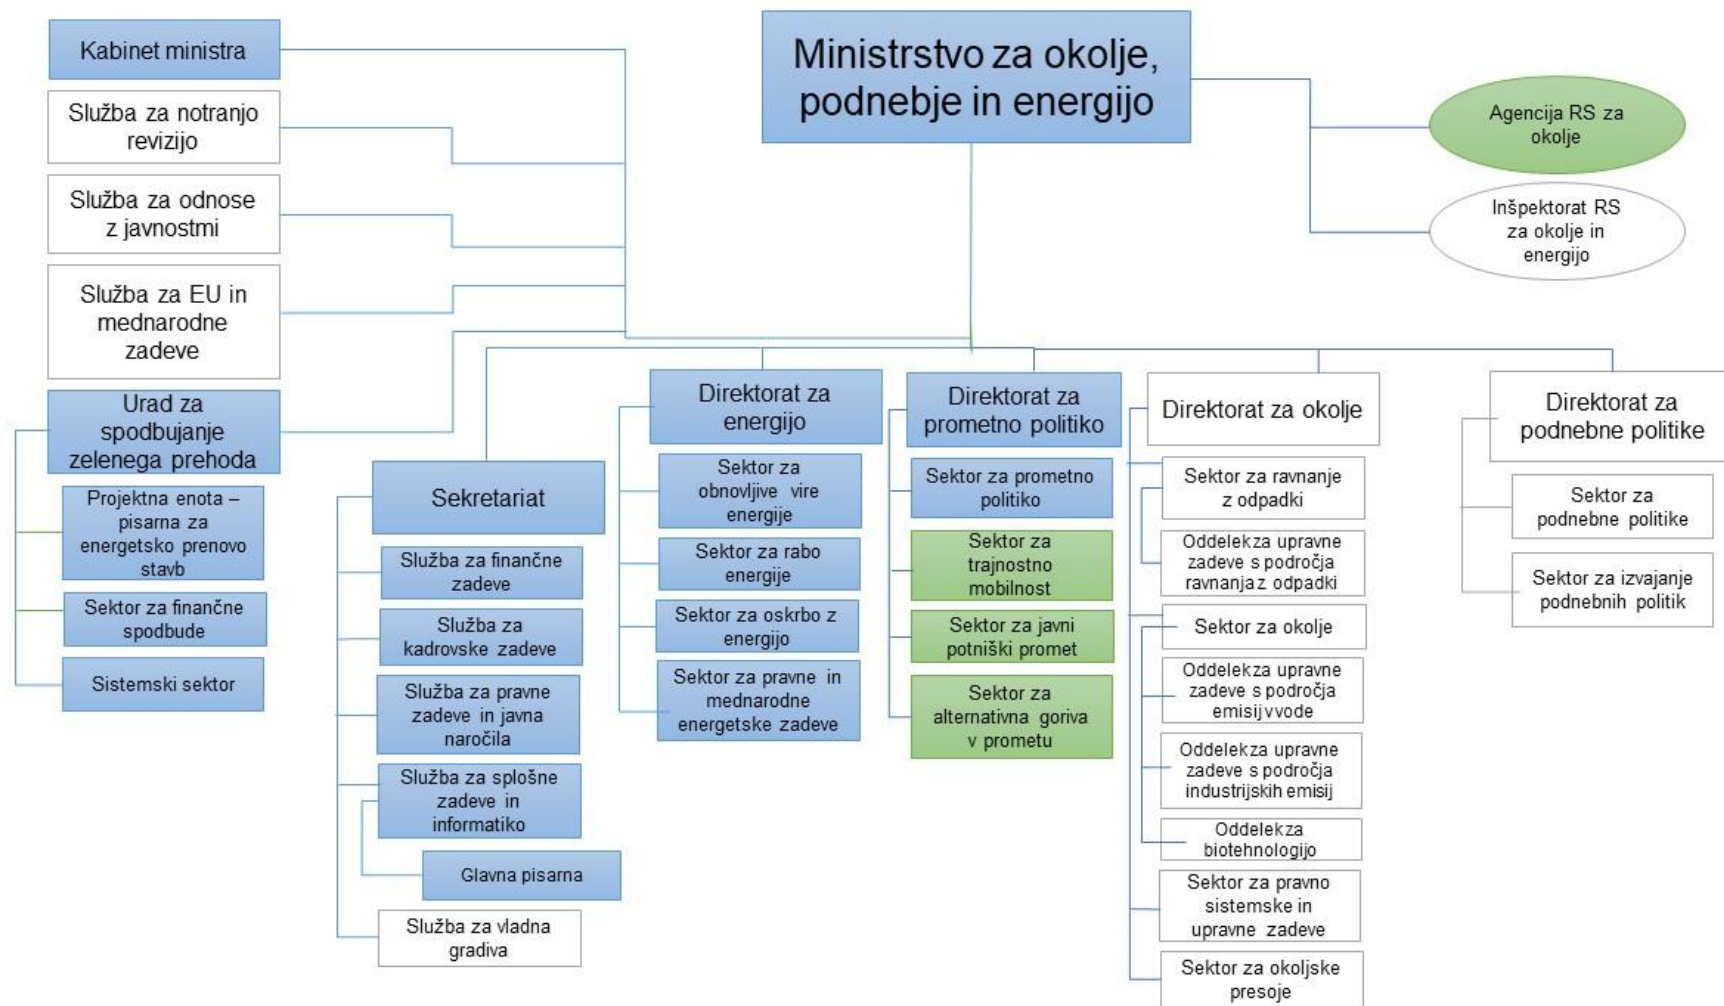 Kabinet ministra
Služba za notranjo
revizijo
Služba za odnose
z javnostmi
Služba za EU in
mednarodne
zadeve
Urad za
spodbujanje
zelenega prehoda
Projektna enota –
pisarna za
energetsko prenovo
stavb
Sektor za finančne
spodbude
Sistemski sektor
Ministrstvo za okolje,
podnebje in energijo
Agencija RS za
okolje
Inšpektorat RS
za okolje in
energijo
Sekretariat
Služba za finančne
zadeve
Služba za
kadrovske zadeve
Služba za pravne
zadeve in javna
naročila
Služba za splošne
zadeve in
informatiko
Glavna pisarna
Služba za vladna
gradiva
Direktorat za
energijo
Sektor za
obnovljive vire
energije
Sektor za rabo
energije
Sektor za oskrbo z
energijo
Sektor za pravne in
mednarodne
energetske zadeve
Direktorat za
prometno politiko
Sektor za prometno
politiko
Sektor za
trajnostno
mobilnost
Sektor za javni
potniški promet
Sektor za
alternativna goriva
v prometu
Direktorat za okolje
Sektor za ravnanje
z odpadki
Oddelek za upravne
zadeve s področja
ravnanja z odpadki
Sektor za okolje
Oddelek za upravne
zadeve s področja
emisij v vode
Oddelek za upravne
zadeve s področja
industrijskih emisij
Oddelek za
biotehnologijo
Sektor za pravno
sistemske in
upravne zadeve
Sektor za okoljske
presoje
Direktorat za
podnebne politike
Sektor za
podnebne politike
Sektor za izvajanje
podnebnih politik